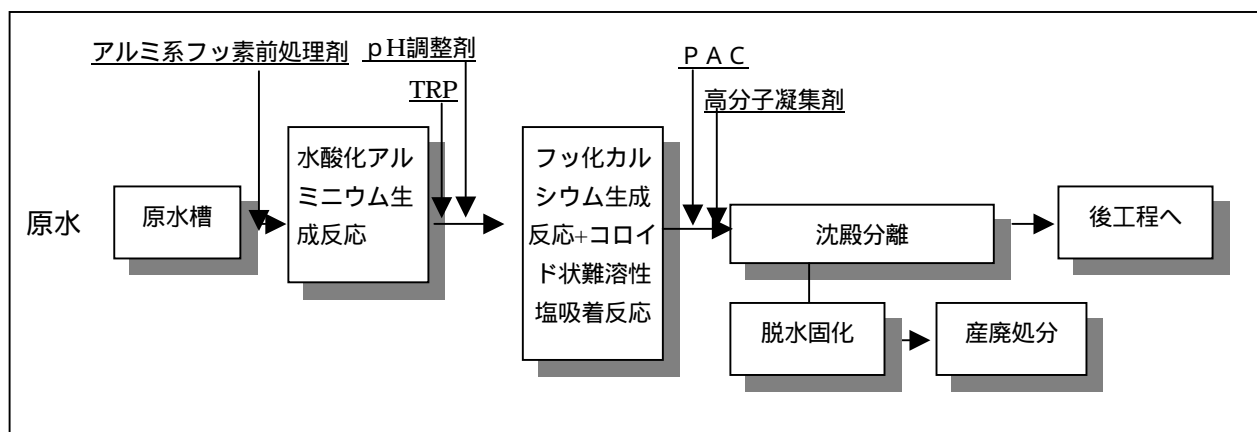 アルミ系フッ素前処理剤
pH調整剤
TRP
PAC
高分子凝集剤
原水
原水槽
水酸化アル
ミニウム生
成反応
フッ化カル
シウム生成
反応+コロイ
ド状難溶性
塩吸着反応
沈殿分離
後工程へ
脱水固化
産廃処分